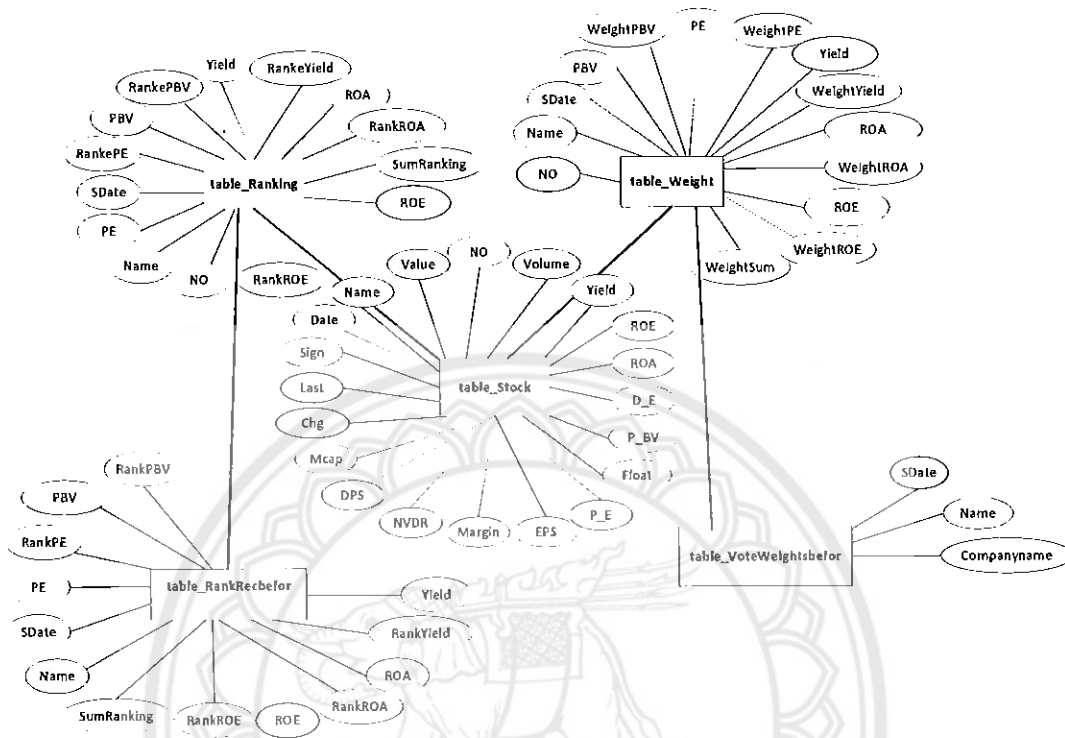 WeightPBV
PE
WeightPE
Yield
RankeYield
Yield
RankePBV
ROA
PBV
WeightYield
PBV
RankROA
SDate
ROA
RankePE
SumRanking
Name
WeightROA
SDate
table_Ranking
ROE
NO
table_Weight
ROE
PE
Name
NO
RankROE
WeightSum
WeightROE
Value
NO
Volume
Name
Yield
Date
ROE
Sign
ROA
Last
table_Stock
D_E
Chg
P_BV
Mcap
Float
DPS
NVDR
Margin
EPS
P_E
RankPBV
PBV
SDate
RankPE
Name
table_VoteWeightsbefor
Companyname
PE
table_RankRecbefor
Yield
SDate
RankYield
Name
ROA
SumRanking
RankROE
ROE
RankROA